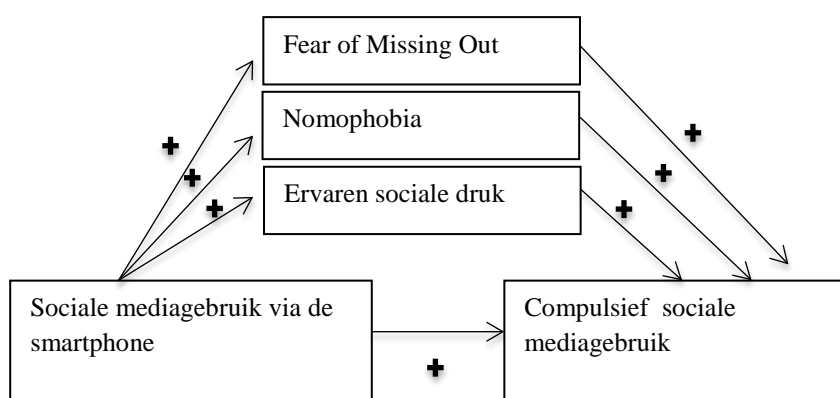 Fear of Missing Out
Nomophobia
Ervaren sociale druk
Sociale mediagebruik via de
smartphone
Compulsief sociale
mediagebruik
+
+
+
+
+
+
+